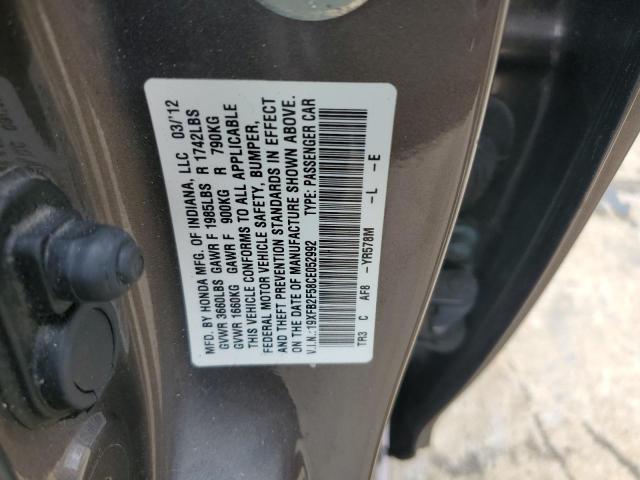 MFD. BY HONDA MFG. OF INDIANA, LLC 03/'12
GVWR 3660LBS GAWR F 1985LBS R 1742LBS
GVWR 1660KG GAWR F 900KG R 790KG
THIS VEHICLE CONFORMS TO ALL APPLICABLE
FEDERAL MOTOR VEHICLE SAFETY, BUMPER,
AND THEFT PREVENTION STANDARDS IN EFFECT
ON THE DATE OF MANUFACTURE SHOWN ABOVE.
V.I.N.: 19XFB2F58CE052992 TYPE: PASSENGER CAR
TR3 C AF8 -YR578M -L -E